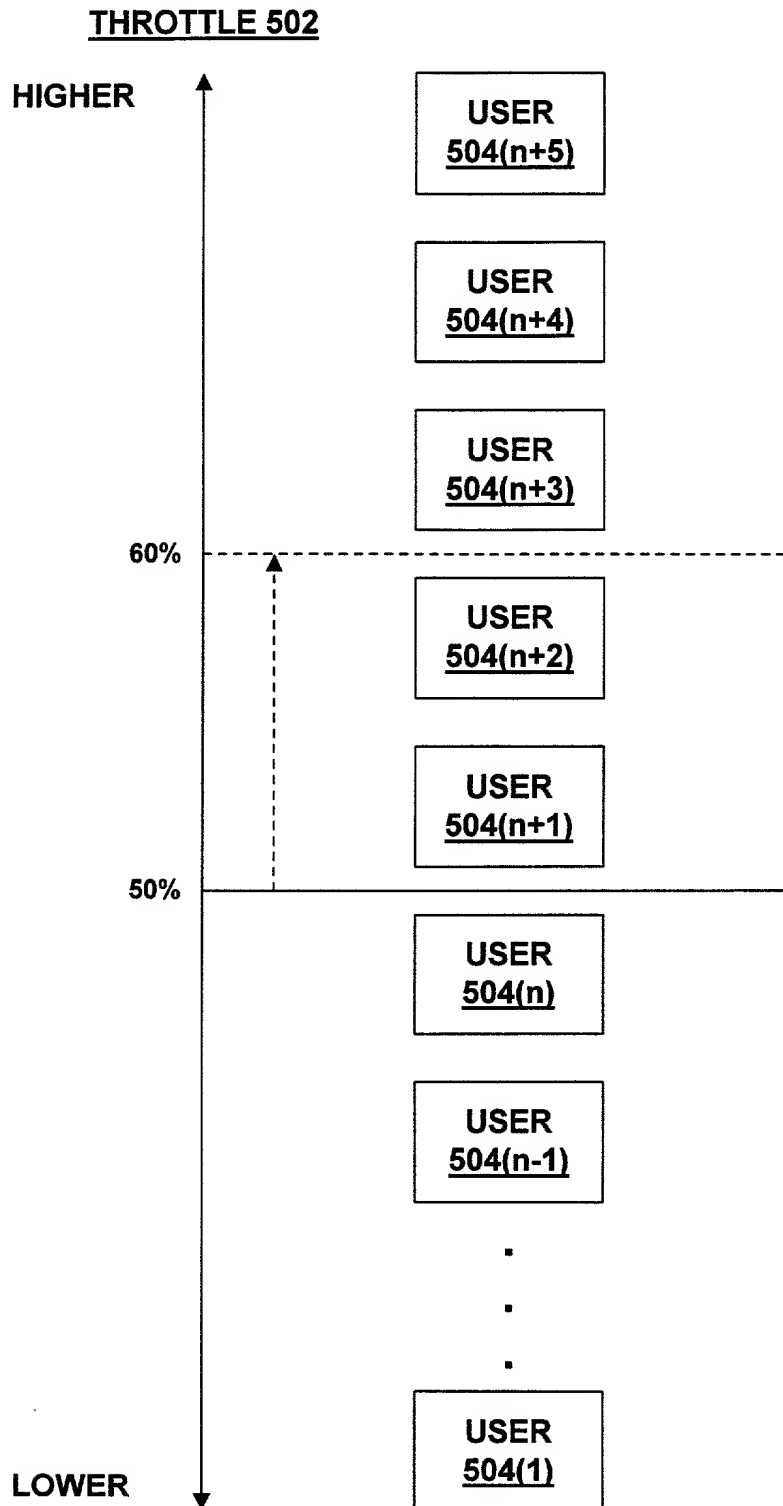 THROTTLE 502
HIGHER
USER
504(n+5)
USER
504(n+4)
USER
504(n+3)
60%
USER
504(n+2)
USER
504(n+1)
50%
USER
504(n)
USER
504(n-1)
.
.
.
USER
504(1)
LOWER